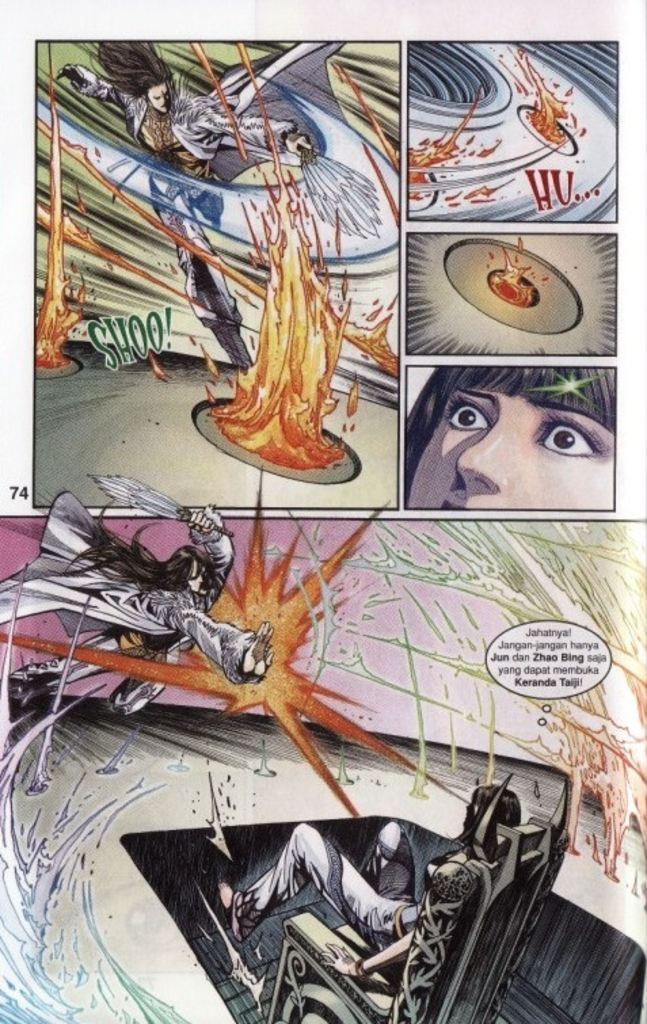 SHOO!
HU...
74
Jahatnya!
Jangan-jangan hanya
Jun dan Zhao Bing saja
yang dapat membuka
Keranda Taiji!